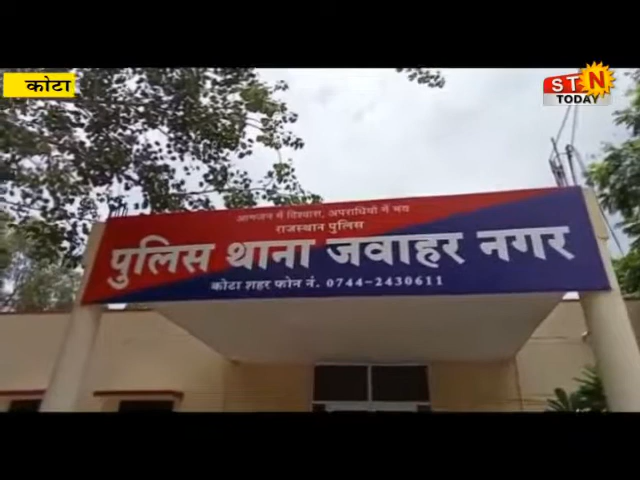 कोटा
STN
TODAY
आमजन में विश्वास, अपराधियों में भय
राजस्थान पुलिस
पुलिस थाना जवाहर नगर
कोटा शहर फोन नं. 0744-2430611